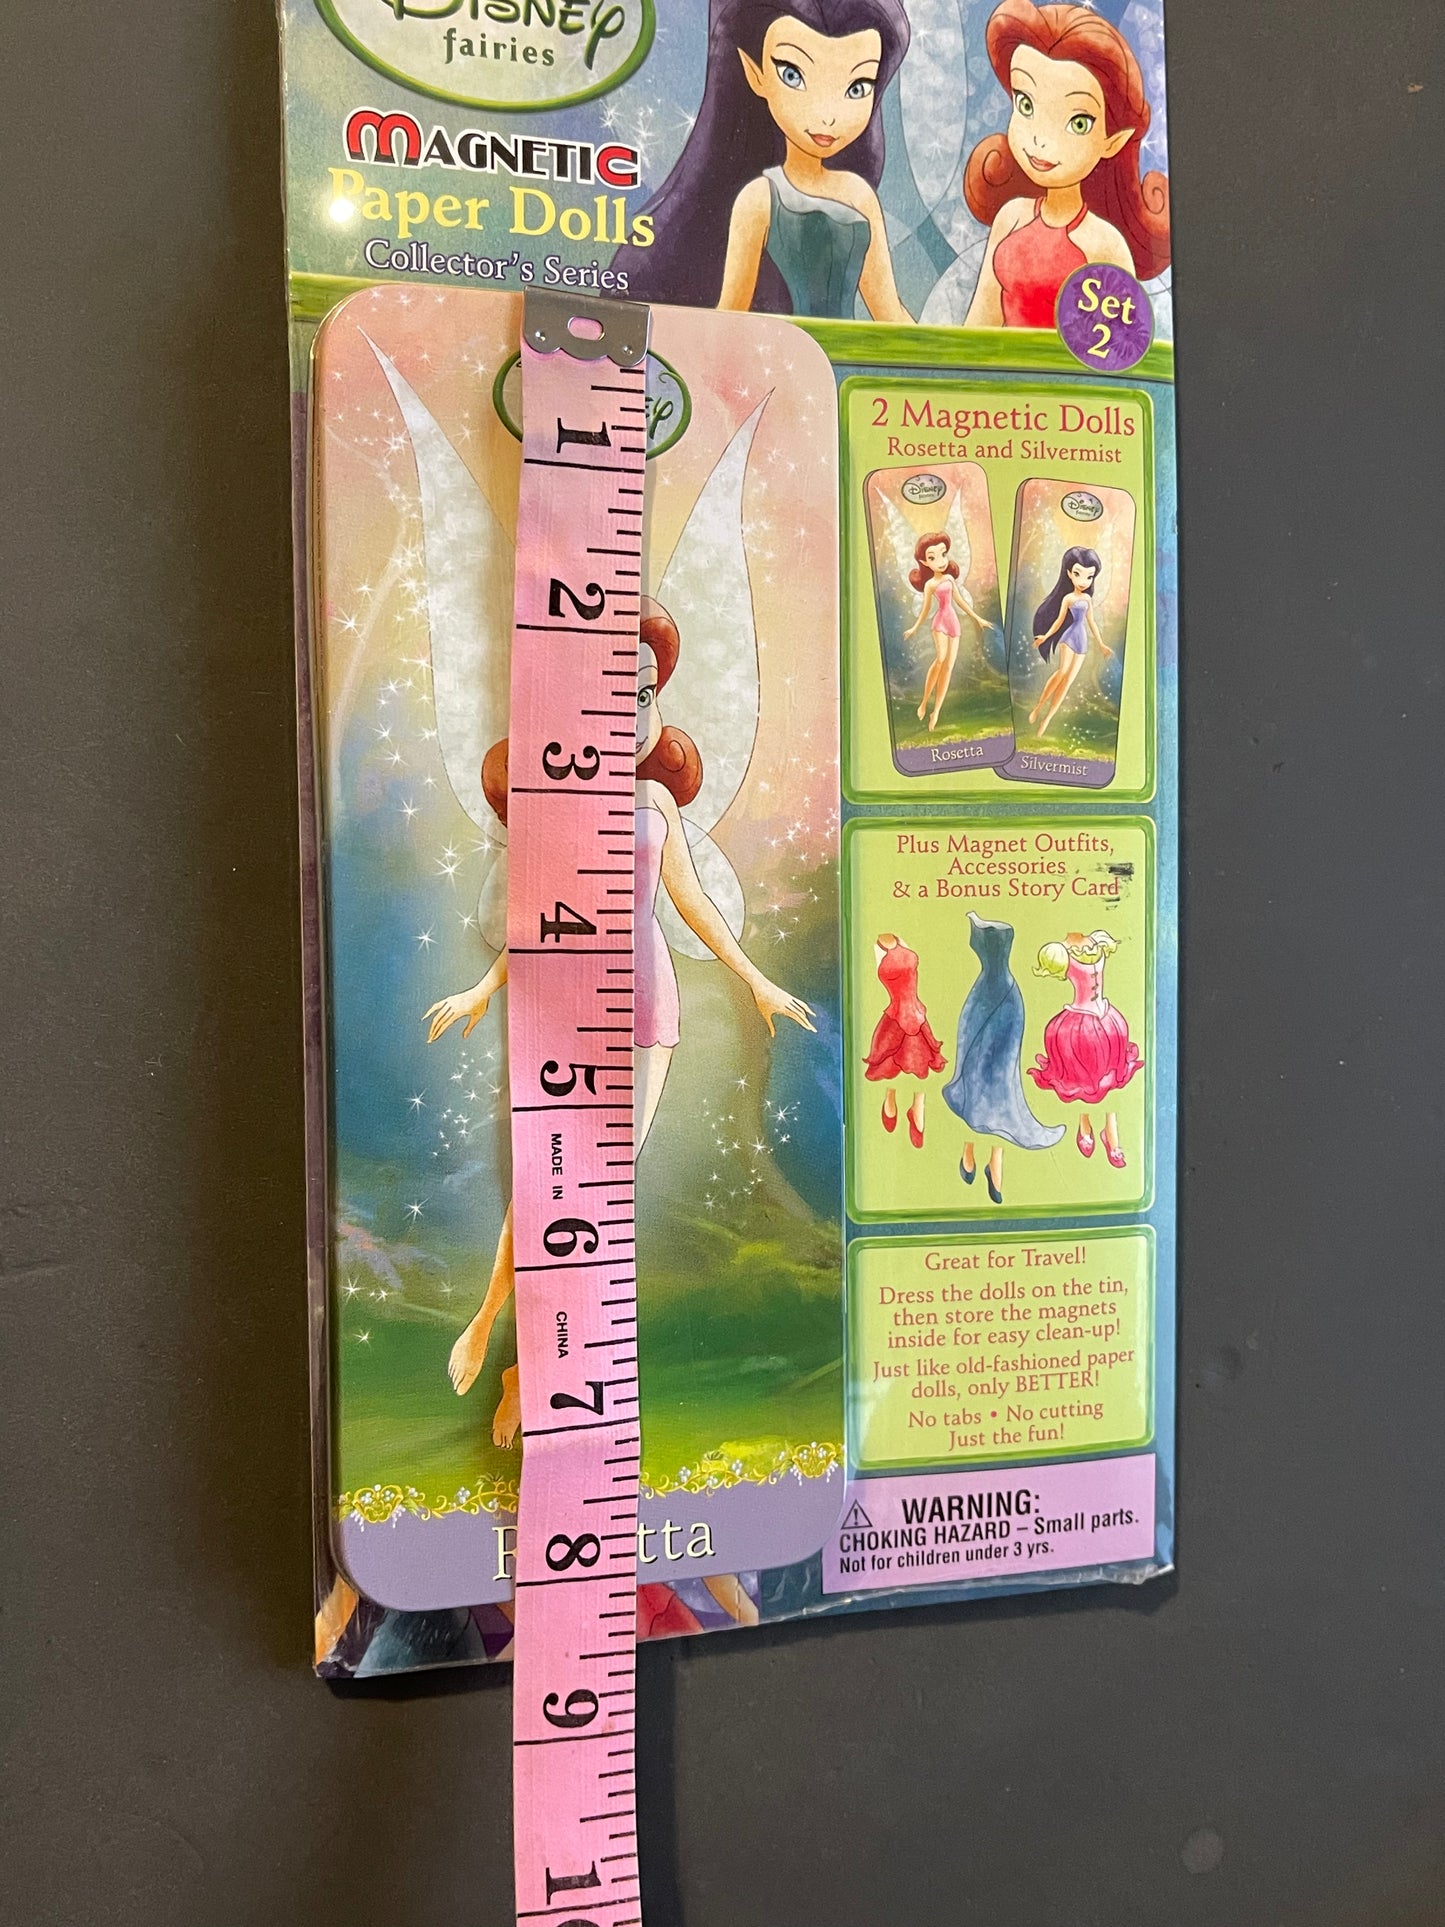 Disney
fairies
MAGNETIC
Paper Dolls
Collector's Series
Set
2
2 Magnetic Dolls
Rosetta and Silvermist
Disney
fairies
Disney
fairies
Rosetta
Silvermist
Plus Magnet Outfits,
Accessories
& a Bonus Story Card
Great for Travel!
Dress the dolls on the tin,
then store the magnets
inside for easy clean-up!
Just like old-fashioned paper
dolls, only BETTER!
No tabs • No cutting
Just the fun!
WARNING:
CHOKING HAZARD – Small parts.
Not for children under 3 yrs.
1
2
3
4
5
MADE IN
6
CHINA
7
8
9